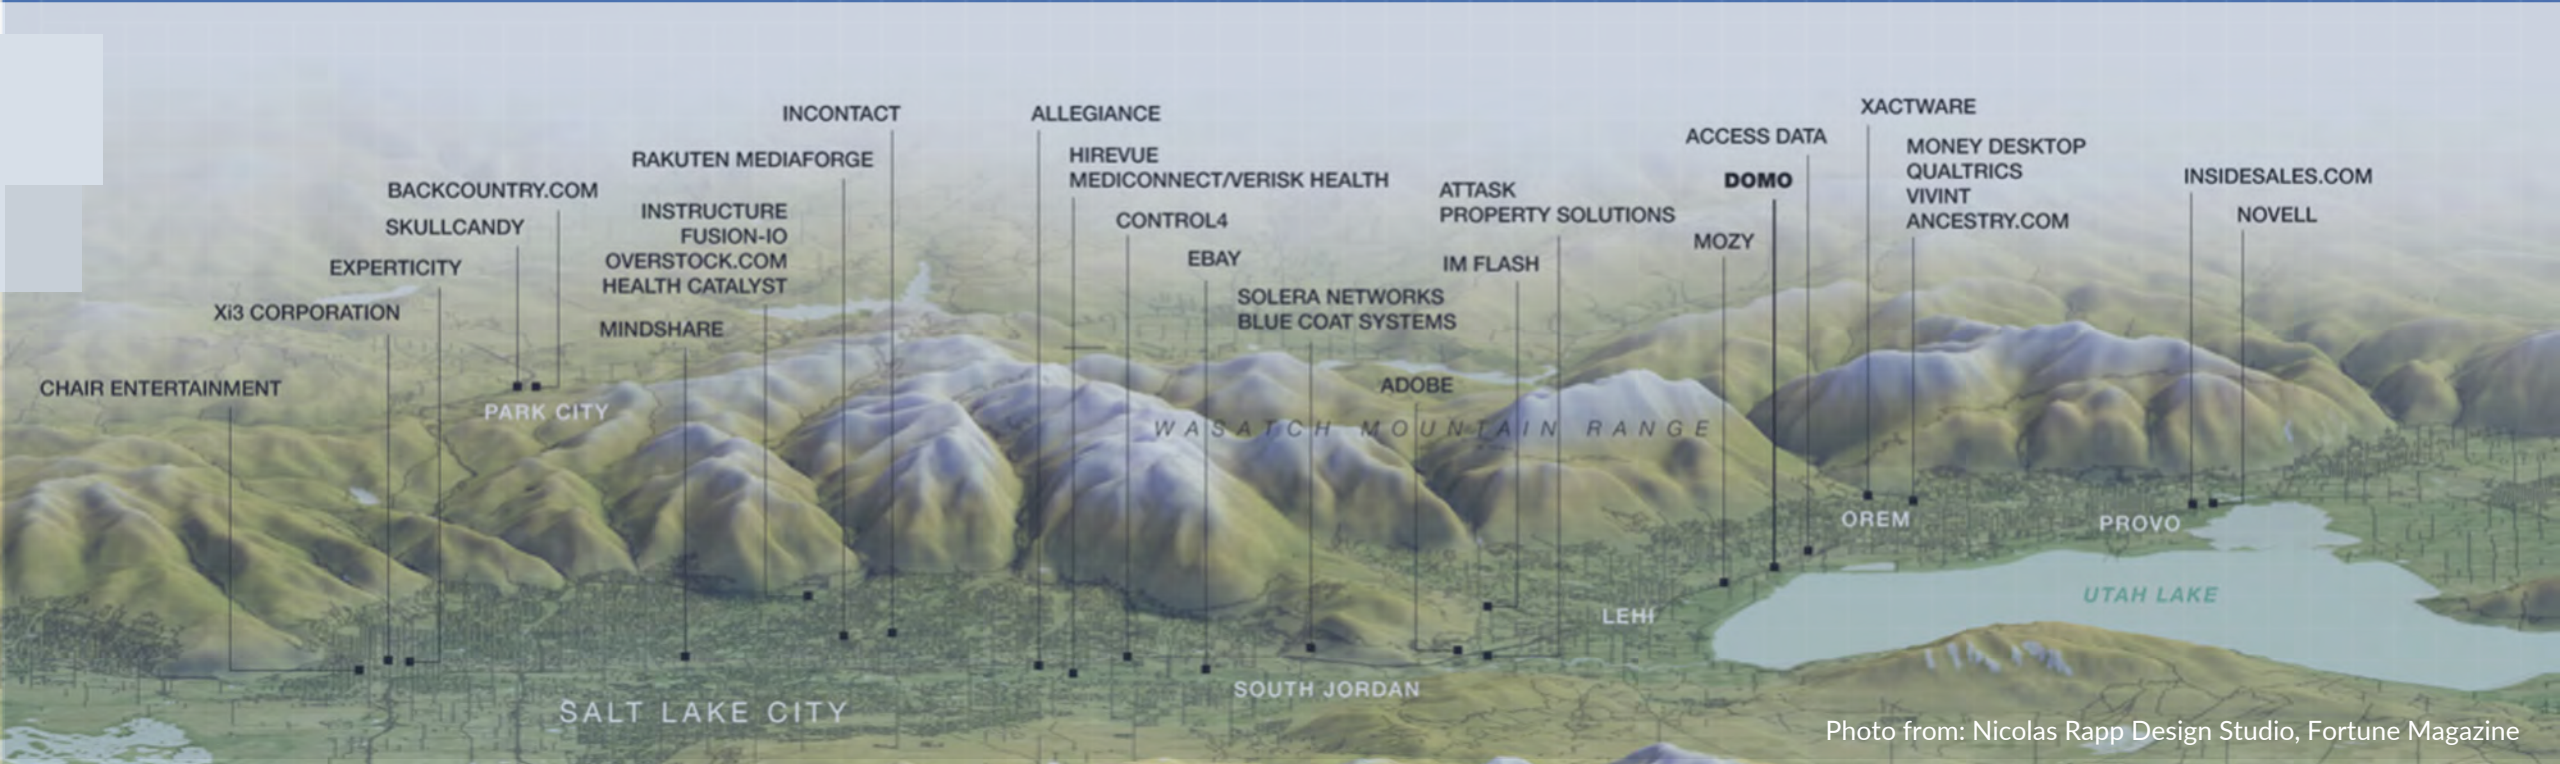 INCONTACT
ALLEGIANCE
XACTWARE
ACCESS DATA
RAKUTEN MEDIAFORGE
HIREVUE
MEDICONNECT/VERISK HEALTH
MONEY DESKTOP
QUALTRICS
VIVINT
ANCESTRY.COM
BACKCOUNTRY.COM
SKULLCANDY
EXPERTICITY
Xi3 CORPORATION
CHAIR ENTERTAINMENT
INSTRUCTURE
FUSION-IO
OVERSTOCK.COM
HEALTH CATALYST
MINDSHARE
CONTROL4
EBAY
SOLERA NETWORKS
BLUE COAT SYSTEMS
ATTASK
PROPERTY SOLUTIONS
IM FLASH
ADOBE
DOMO
MOZY
INSIDESALES.COM
NOVELL
PARK CITY
WASATCH MOUNTAIN RANGE
OREM
PROVO
UTAH LAKE
LEHI
SOUTH JORDAN
SALT LAKE CITY
Photo from: Nicolas Rapp Design Studio, Fortune Magazine